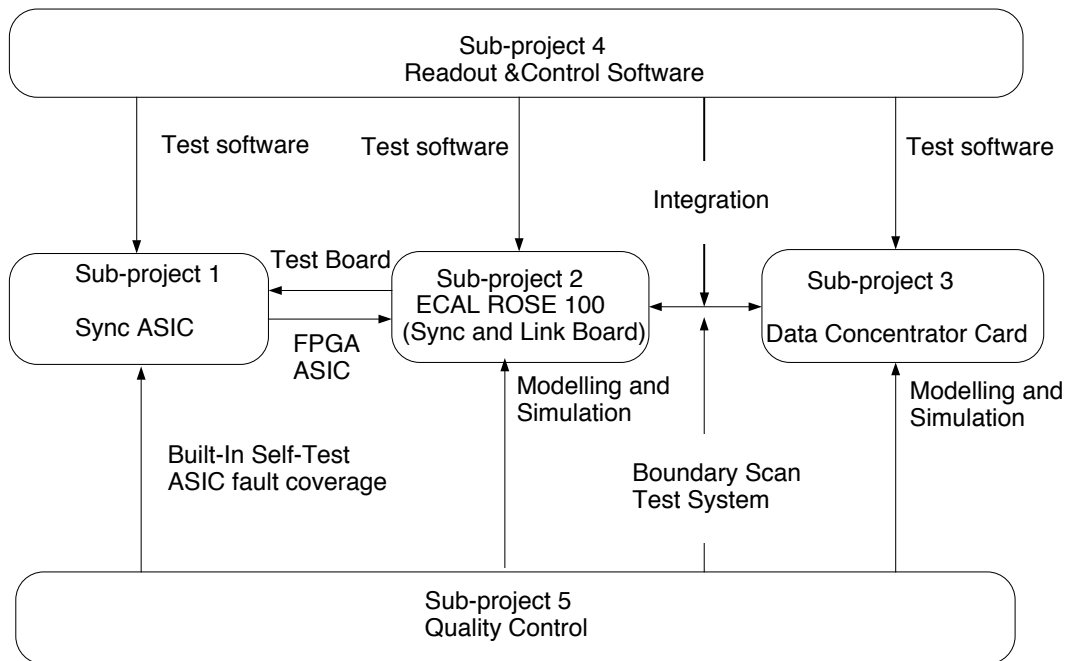 Sub-project 4
Readout &Control Software
Test software
Test software
Test software
Integration
Sub-project 1
Sync ASIC
Test Board
FPGA
ASIC
Sub-project 2
ECAL ROSE 100
(Sync and Link Board)
Sub-project 3
Data Concentrator Card
Built-In Self-Test
ASIC fault coverage
Modelling and
Simulation
Boundary Scan
Test System
Modelling and
Simulation
Sub-project 5
Quality Control